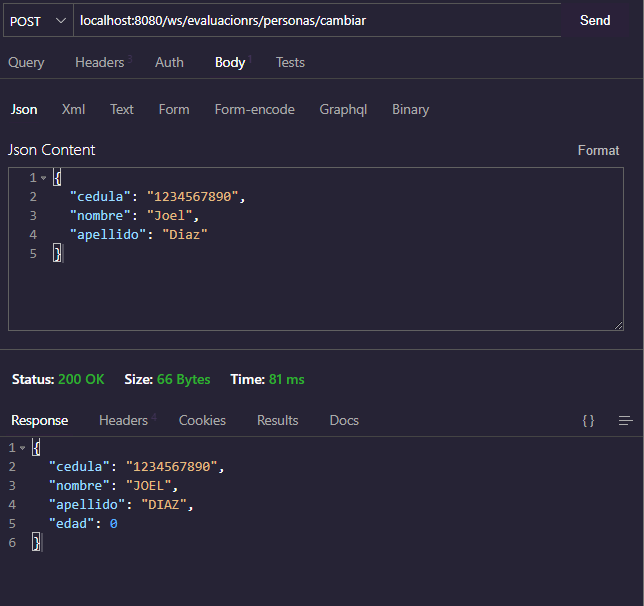 POST localhost:8080/ws/evaluacionrs/personas/cambiar Send
Query Headers 3 Auth Body 1 Tests
Json Xml Text Form Form-encode Graphql Binary
Json Content Format
1 {
2 "cedula": "1234567890",
3 "nombre": "Joel",
4 "apellido": "Diaz"
5 }
Status: 200 OK Size: 66 Bytes Time: 81 ms
Response Headers 4 Cookies Results Docs { }
1 {
2 "cedula": "1234567890",
3 "nombre": "JOEL",
4 "apellido": "DIAZ",
5 "edad": 0
6 }